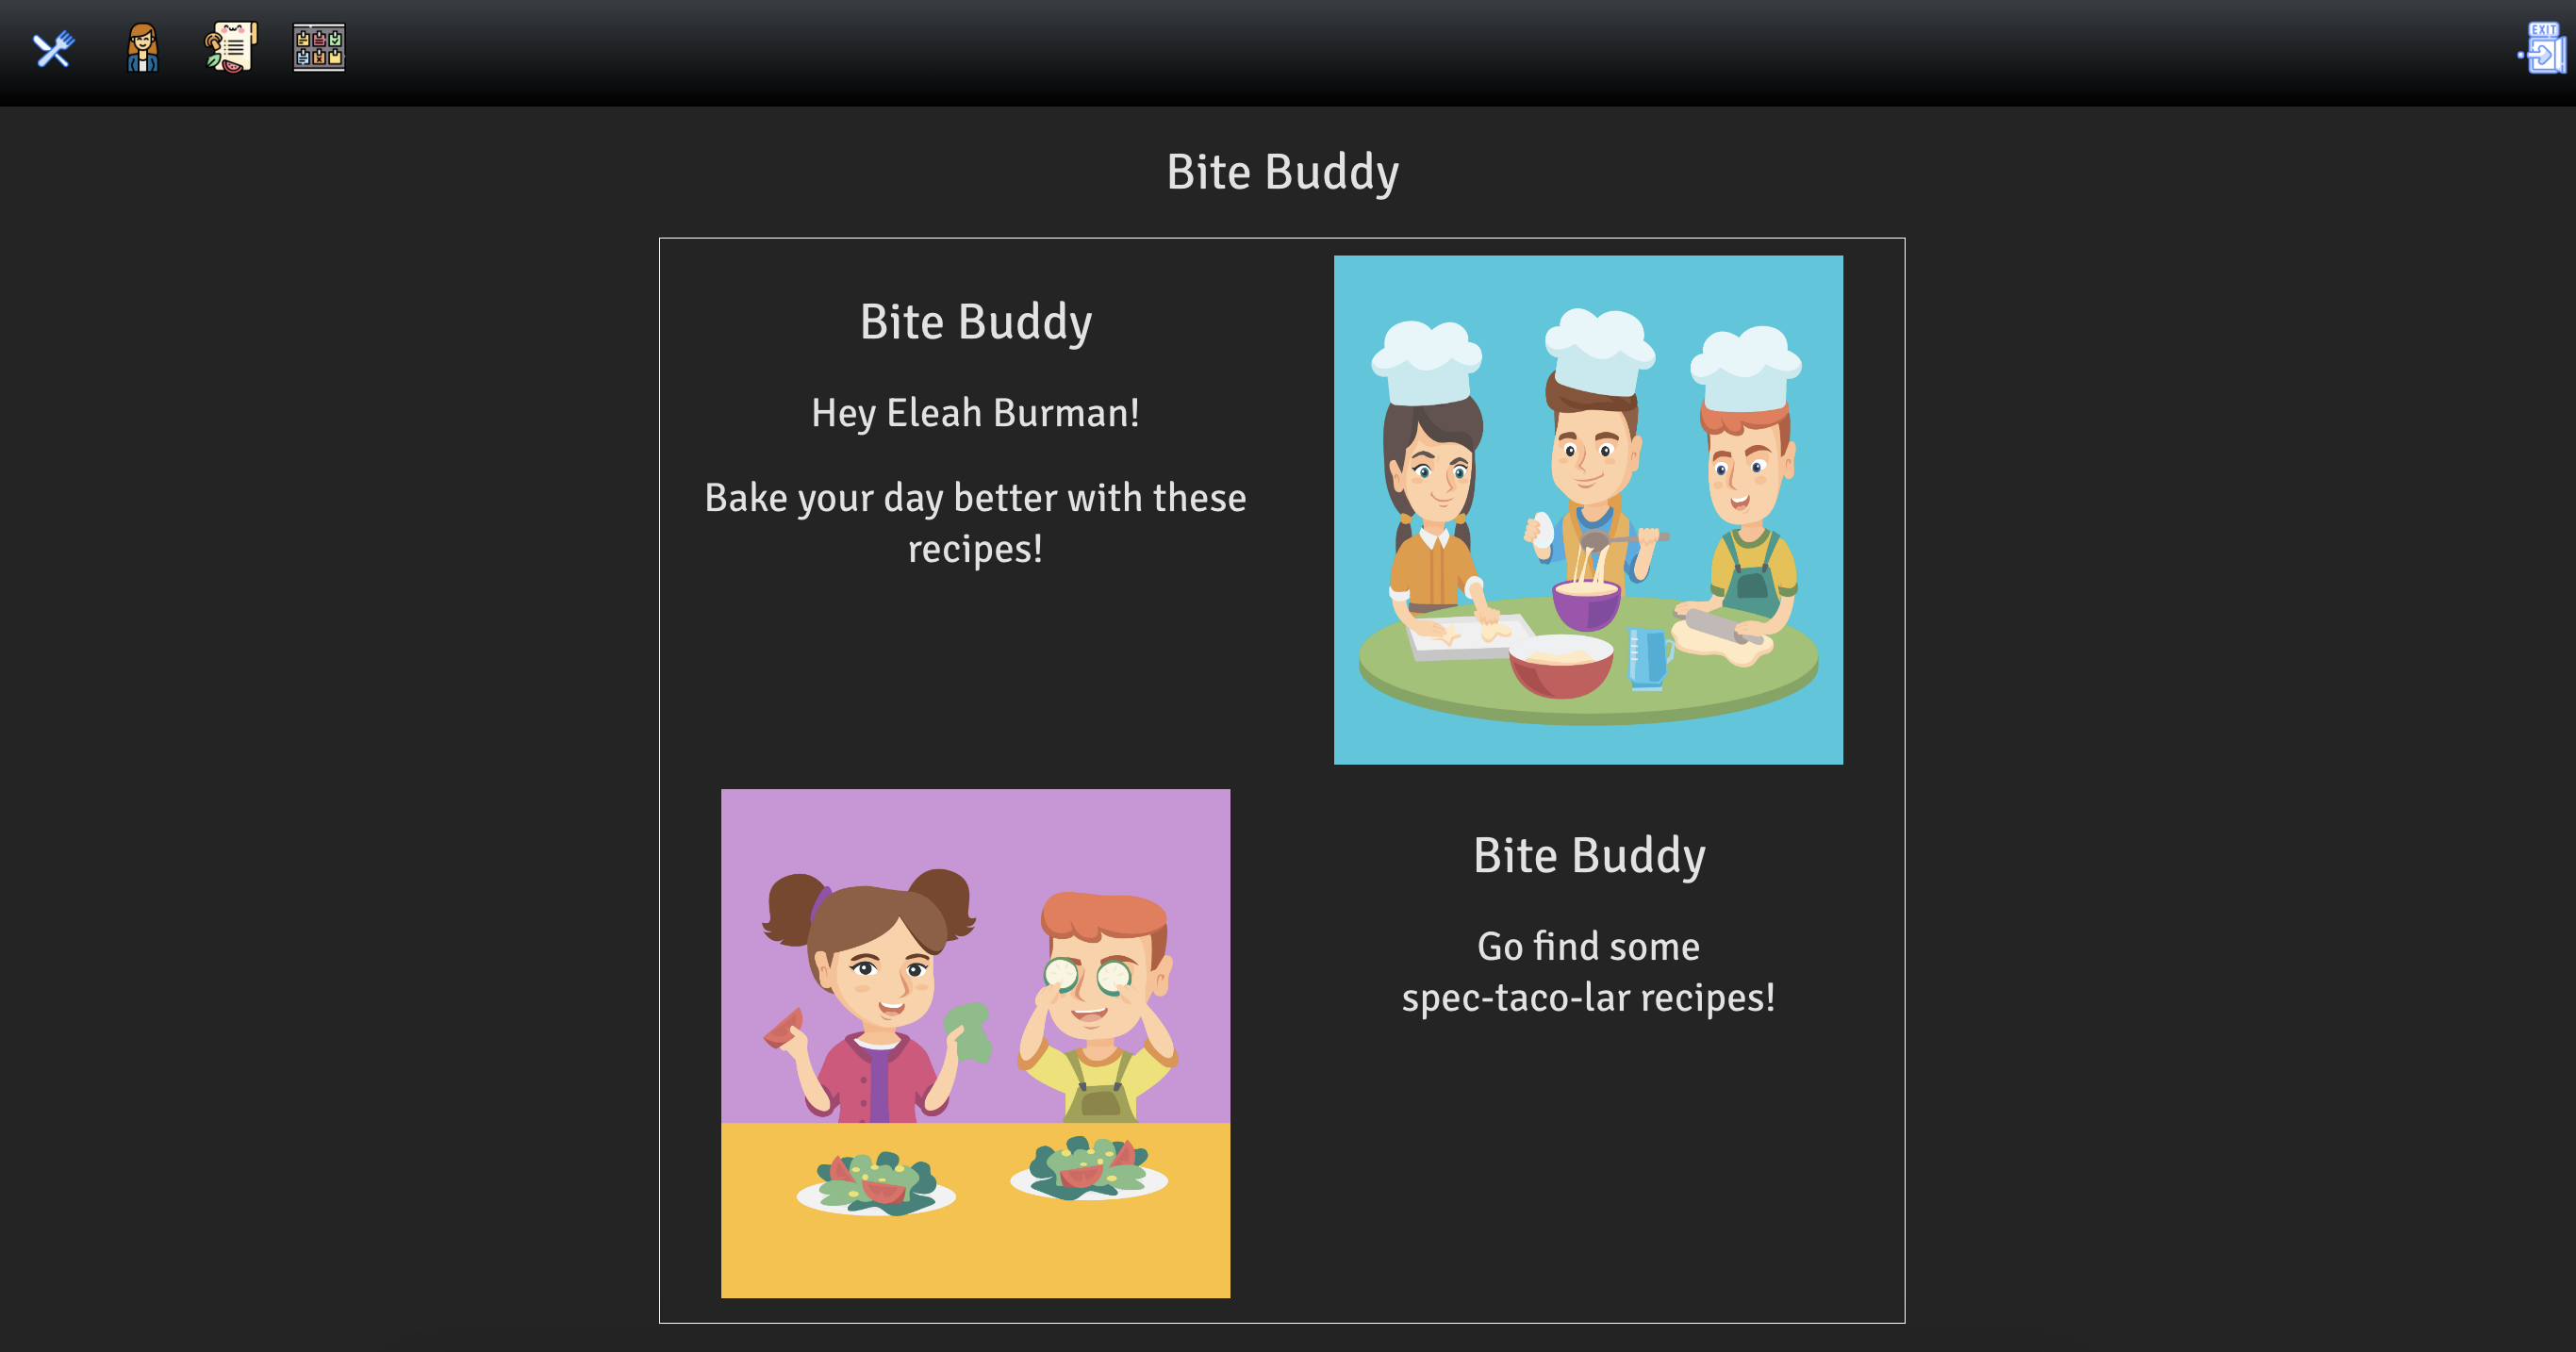 EXIT
Bite Buddy
Bite Buddy
Hey Eleah Burman!
Bake your day better with these
recipes!
Bite Buddy
Go find some
spec-taco-lar recipes!